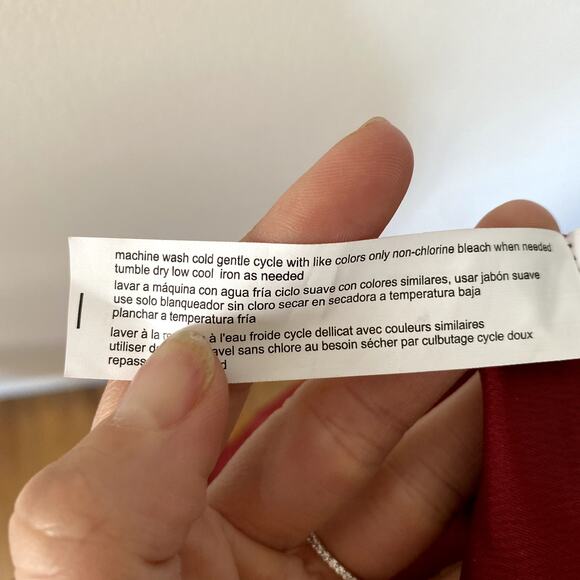 machine wash cold gentle cycle with like colors only non-chlorine bleach when needed
tumble dry low cool iron as needed
lavar a máquina con agua fría ciclo suave con colores similares, usar jabón suave
use solo blanqueador sin cloro secar en secadora a temperatura baja
planchar a temperatura fría
laver à la à l'eau froide cycle dellicat avec couleurs similaires
utiliser sans chlore au besoin sécher par culbutage cycle doux